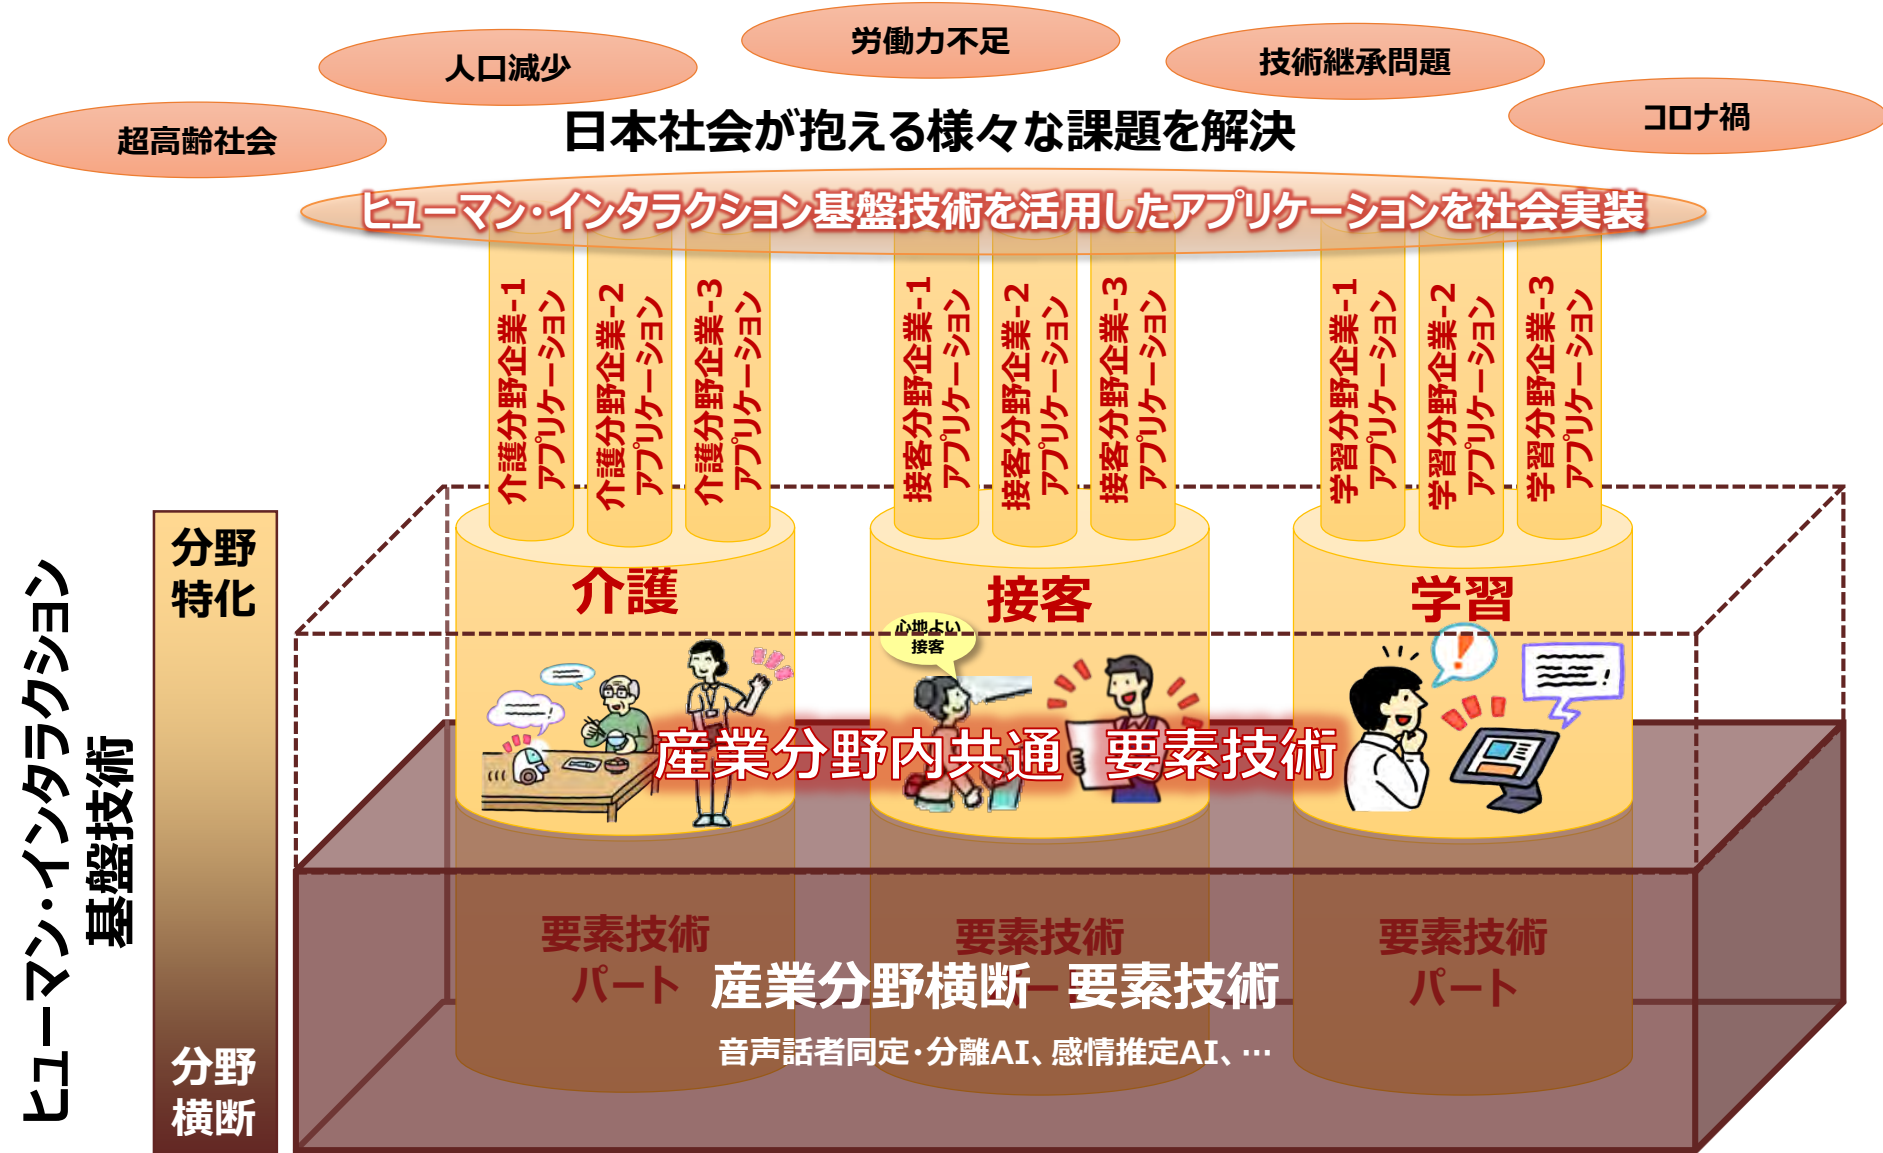 労働力不足
人口減少
技術継承問題
コロナ禍
超高齢社会
日本社会が抱える様々な課題を解決
ヒューマン・インタラクション基盤技術を活用したアプリケーションを社会実装
介護分野企業-1
アプリケーション
介護分野企業-2
アプリケーション
介護分野企業-3
アプリケーション
接客分野企業-1
アプリケーション
接客分野企業-2
アプリケーション
接客分野企業-3
アプリケーション
学習分野企業-1
アプリケーション
学習分野企業-2
アプリケーション
学習分野企業-3
アプリケーション
ヒューマン・インタラクション
基盤技術
分野
特化
分野
横断
介護
接客
学習
心地よい
接客
産業分野内共通 要素技術
要素技術
パート
要素技術
パート
要素技術
パート
産業分野横断 要素技術
音声話者同定・分離AI、感情推定AI、…